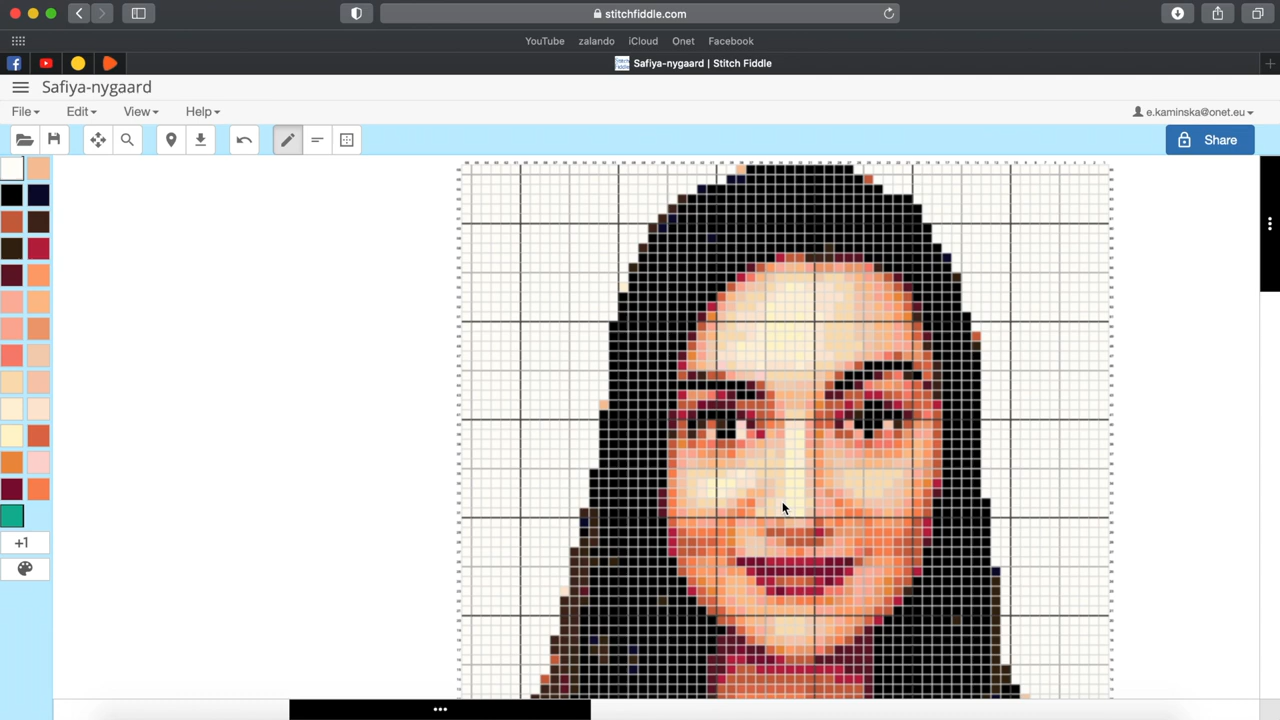 stitchfiddle.com
YouTube zalando iCloud Onet Facebook
Safiya-nygaard | Stitch Fiddle
Safiya-nygaard
File Edit View Help
e.kaminska@onet.eu
Share
+1